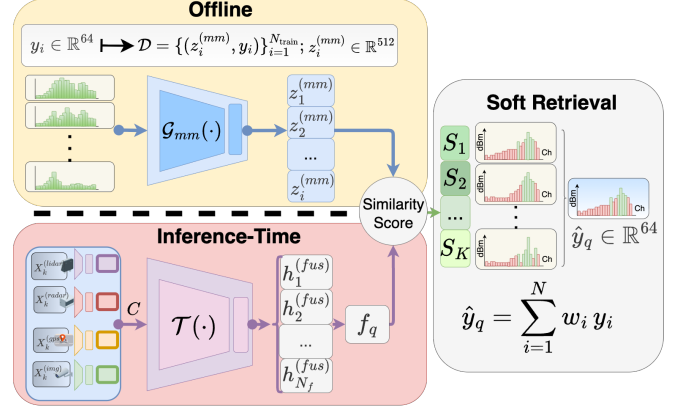 Offline
y_i ∈ ℝ^64 ↦ 𝒟 = {(z_i^(mm), y_i)}_{i=1}^{N_train}; z_i^(mm) ∈ ℝ^512
𝒢_mm(·)
z_1^(mm)
z_2^(mm)
...
z_i^(mm)
Similarity
Score
Inference-Time
X_k^(lidar)
X_k^(radar)
X_k^(gps)
X_k^(img)
C
𝒯(·)
h_1^(fus)
h_2^(fus)
...
h_{N_f}^(fus)
f_q
Soft Retrieval
S_1
S_2
...
S_K
dBm
Ch
dBm
Ch
dBm
Ch
dBm
Ch
ŷ_q ∈ ℝ^64
ŷ_q = ∑_{i=1}^{N} w_i y_i